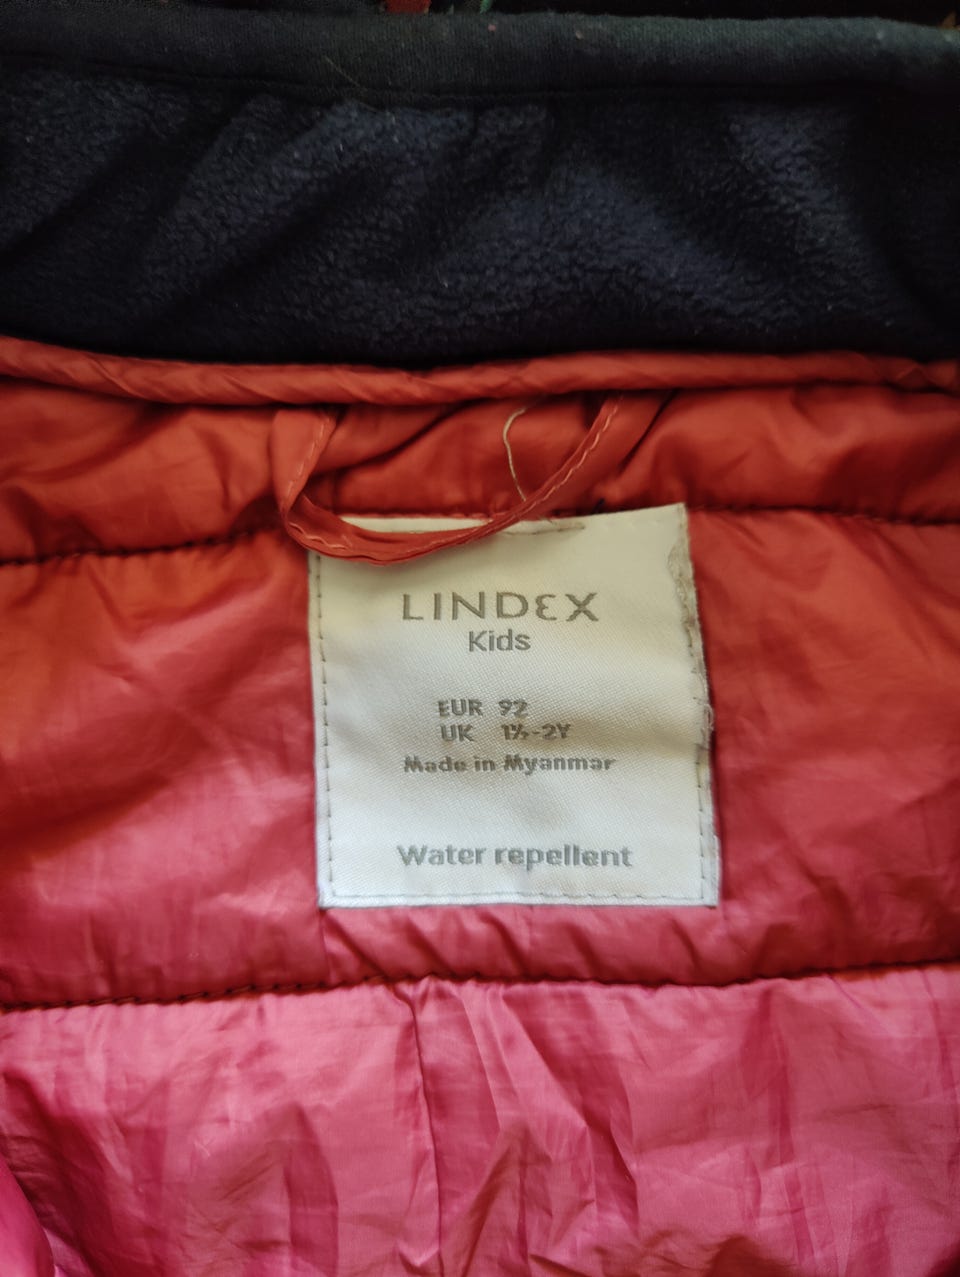 LINDEX
Kids
EUR 92
UK 1½-2Y
Made in Myanmar
Water repellent